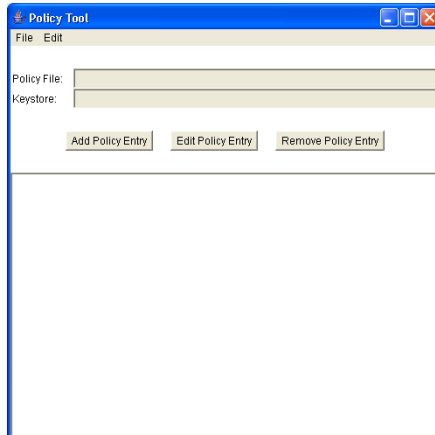 Policy Tool
File Edit
Policy File:
Keystore:
Add Policy Entry Edit Policy Entry Remove Policy Entry